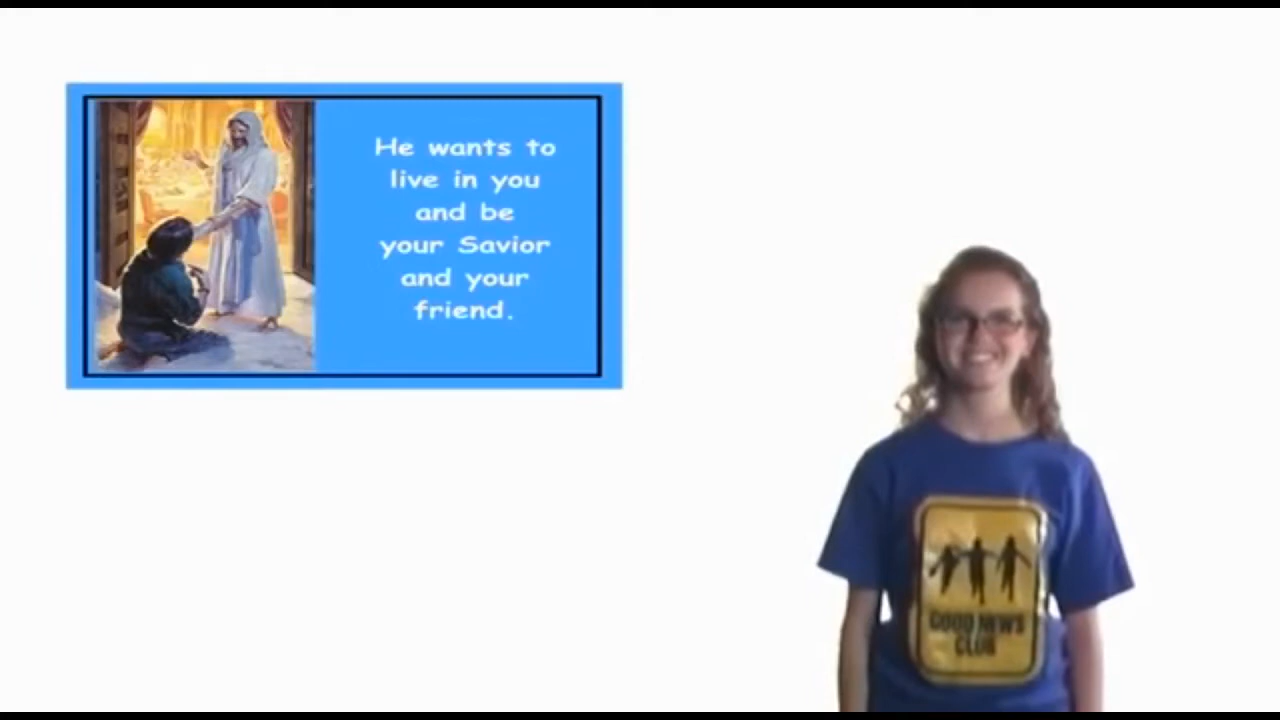 He wants to
live in you
and be
your Savior
and your
friend.
GOOD NEWS
CLUB